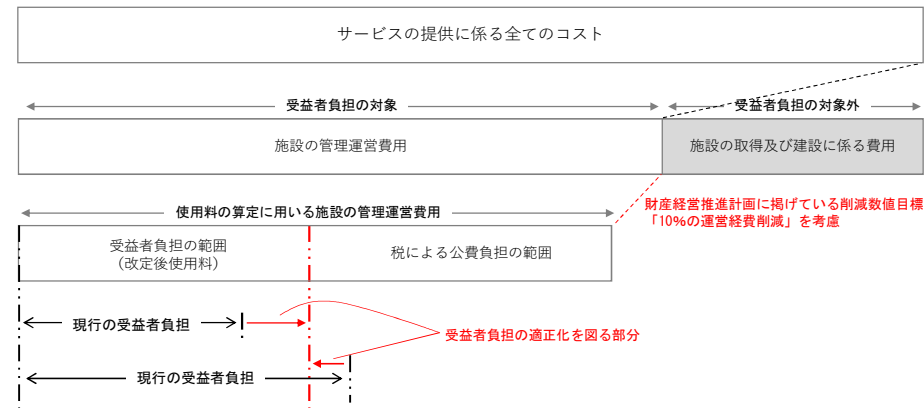 サービスの提供に係る全てのコスト
受益者負担の対象
受益者負担の対象外
施設の管理運営費用
施設の取得及び建設に係る費用
使用料の算定に用いる施設の管理運営費用
財産経営推進計画に掲げている削減数値目標
「10%の運営経費削減」を考慮
受益者負担の範囲
(改定後使用料)
税による公費負担の範囲
現行の受益者負担
受益者負担の適正化を図る部分
現行の受益者負担